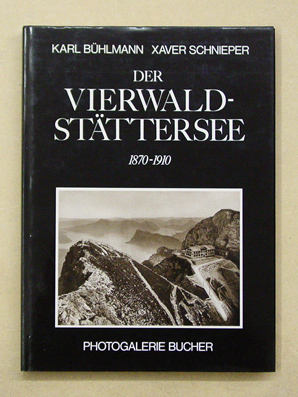 KARL BÜHLMANN XAVER SCHNIEPER
DER
VIERWALD-
STÄTTERSEE
1870-1910
PHOTOGALERIE BUCHER